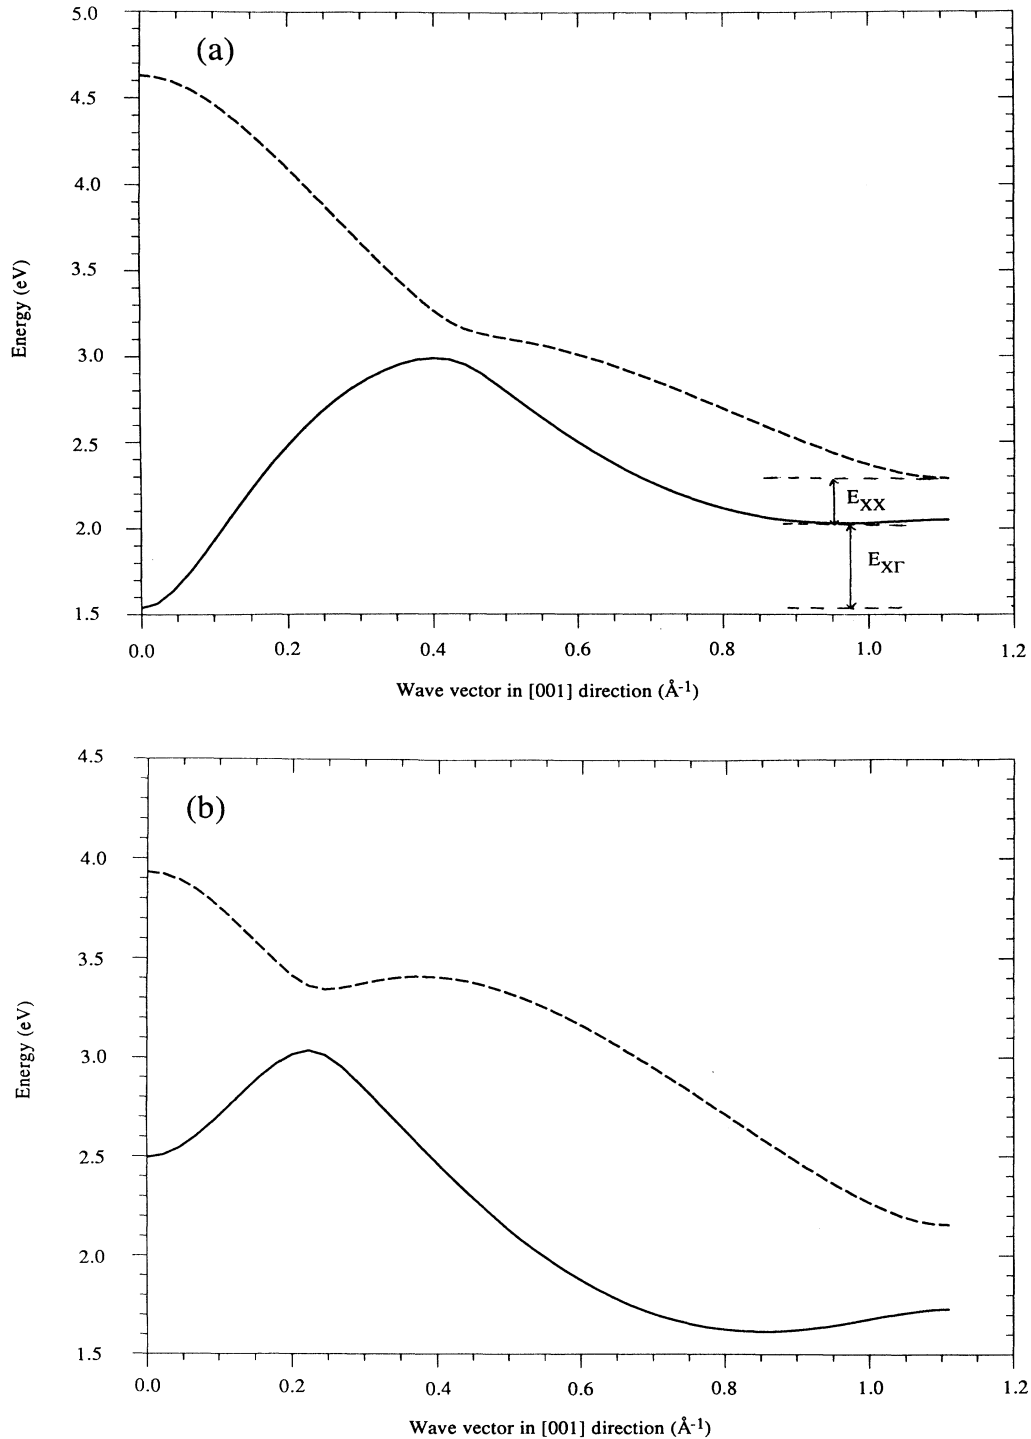 (a)
5.0
4.5
4.0
3.5
3.0
2.5
2.0
1.5
Energy (eV)
E_XX
E_XΓ
0.0 0.2 0.4 0.6 0.8 1.0 1.2
Wave vector in [001] direction (Å⁻¹)
(b)
4.5
4.0
3.5
3.0
2.5
2.0
1.5
Energy (eV)
0.0 0.2 0.4 0.6 0.8 1.0 1.2
Wave vector in [001] direction (Å⁻¹)